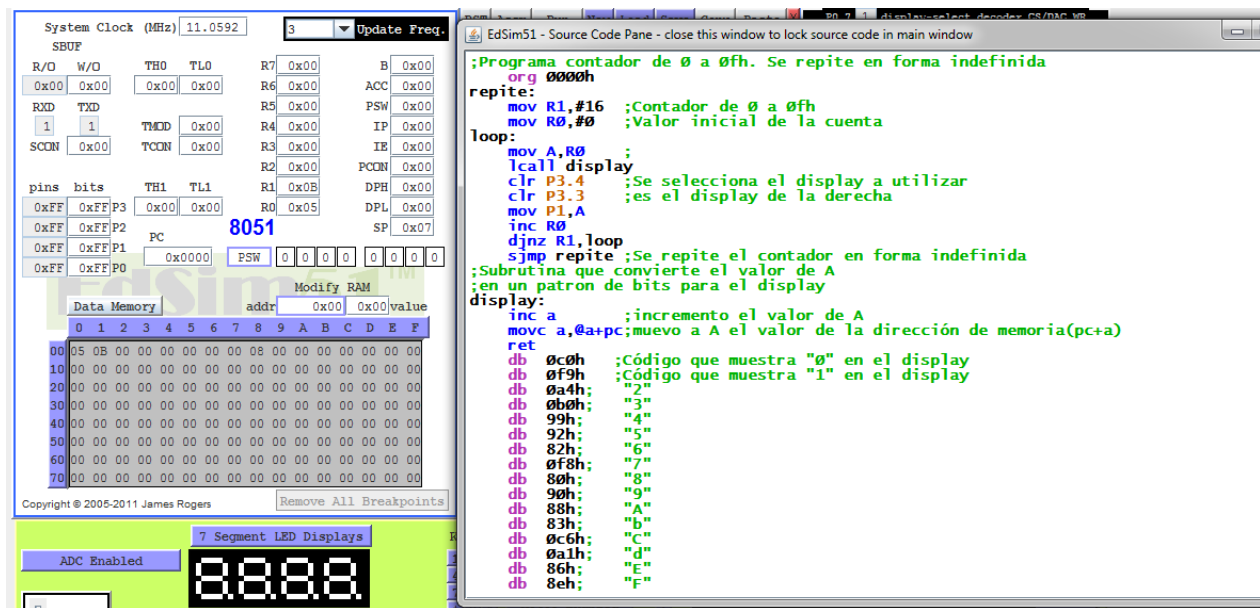 System Clock (MHz) 11.0592 3 Update Freq.
SBUF
R/O W/O TH0 TL0 R7 0x00 B 0x00
0x00 0x00 0x00 0x00 R6 0x00 ACC 0x00
RXD TXD R5 0x00 PSW 0x00
1 1 TMOD 0x00 R4 0x00 IP 0x00
SCON 0x00 TCON 0x00 R3 0x00 IE 0x00
R2 0x00 PCON 0x00
pins bits TH1 TL1 R1 0x0B DPH 0x00
0xFF 0xFF P3 0x00 0x00 R0 0x05 DPL 0x00
0xFF 0xFF P2 8051 SP 0x07
0xFF 0xFF P1 PC
0xFF 0xFF P0 0x0000 PSW 0 0 0 0 0 0 0 0
EdSim51™
Modify RAM
Data Memory addr 0x00 0x00 value
0 1 2 3 4 5 6 7 8 9 A B C D E F
00 05 0B 00 00 00 00 00 00 08 00 00 00 00 00 00 00
10 00 00 00 00 00 00 00 00 00 00 00 00 00 00 00 00
20 00 00 00 00 00 00 00 00 00 00 00 00 00 00 00 00
30 00 00 00 00 00 00 00 00 00 00 00 00 00 00 00 00
40 00 00 00 00 00 00 00 00 00 00 00 00 00 00 00 00
50 00 00 00 00 00 00 00 00 00 00 00 00 00 00 00 00
60 00 00 00 00 00 00 00 00 00 00 00 00 00 00 00 00
70 00 00 00 00 00 00 00 00 00 00 00 00 00 00 00 00
Copyright © 2005-2011 James Rogers Remove All Breakpoints
7 Segment LED Displays
ADC Enabled
8.8.8.8.
P0.7 1 display-select decoder CS/DAC WR
EdSim51 - Source Code Pane - close this window to lock source code in main window
;Programa contador de Ø a Øfh. Se repite en forma indefinida
org ØØØØh
repite:
mov R1,#16 ;Contador de Ø a Øfh
mov RØ,#Ø ;Valor inicial de la cuenta
loop:
mov A,RØ ;
lcall display
clr P3.4 ;Se selecciona el display a utilizar
clr P3.3 ;es el display de la derecha
mov P1,A
inc RØ
djnz R1,loop
sjmp repite ;Se repite el contador en forma indefinida
;Subrutina que convierte el valor de A
;en un patron de bits para el display
display:
inc a ;incremento el valor de A
movc a,@a+pc;muevo a A el valor de la dirección de memoria(pc+a)
ret
db Øc0h ;Código que muestra "Ø" en el display
db Øf9h ;Código que muestra "1" en el display
db Øa4h; "2"
db ØbØh; "3"
db 99h; "4"
db 92h; "5"
db 82h; "6"
db Øf8h; "7"
db 8Øh; "8"
db 9Øh; "9"
db 88h; "A"
db 83h; "b"
db Øc6h; "C"
db Øa1h; "d"
db 86h; "E"
db 8eh; "F"